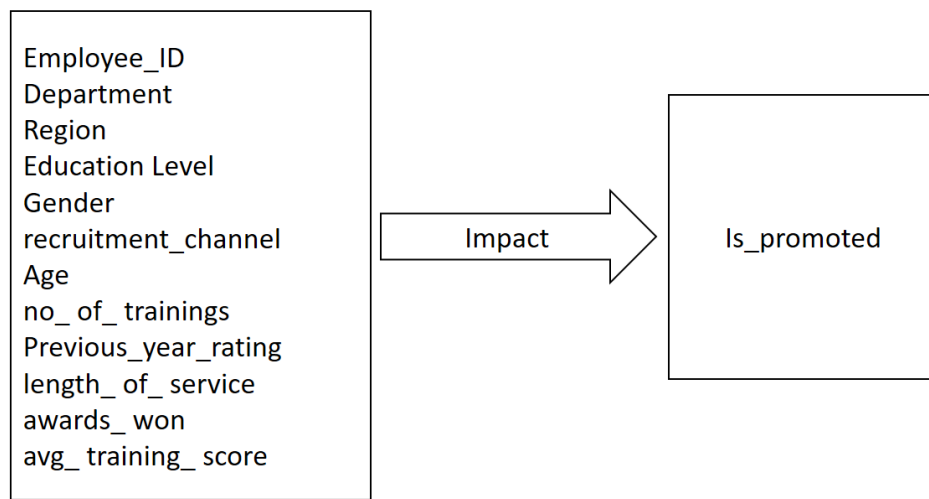 Employee_ID
Department
Region
Education Level
Gender
recruitment_channel
Age
no_ of_ trainings
Previous_year_rating
length_ of_ service
awards_ won
avg_ training_ score
Impact
Is_promoted